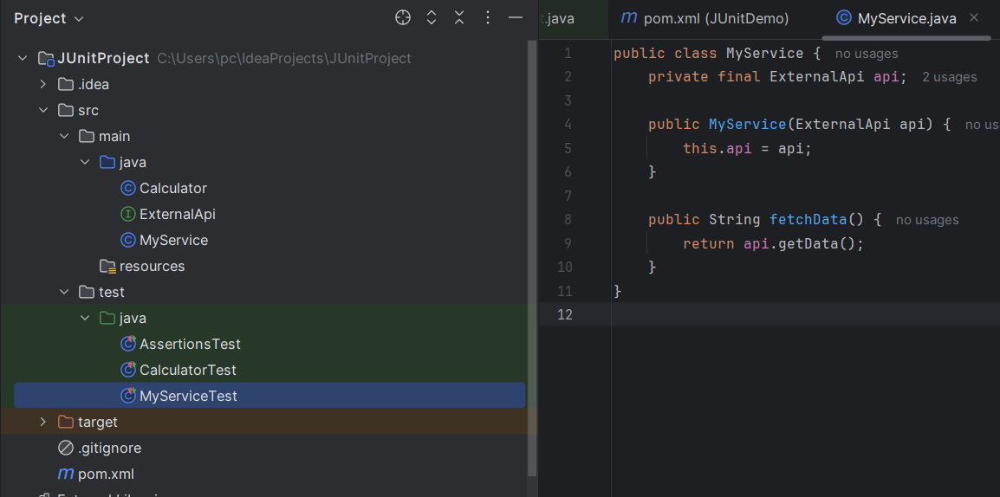 Project
JUnitProject C:\Users\pc\IdeaProjects\JUnitProject
.idea
src
main
java
Calculator
ExternalApi
MyService
resources
test
java
AssertionsTest
CalculatorTest
MyServiceTest
target
.gitignore
pom.xml
t.java
pom.xml (JUnitDemo)
MyService.java
1 public class MyService { no usages
2 private final ExternalApi api; 2 usages
3
4 public MyService(ExternalApi api) { no us
5 this.api = api;
6 }
7
8 public String fetchData() { no usages
9 return api.getData();
10 }
11 }
12